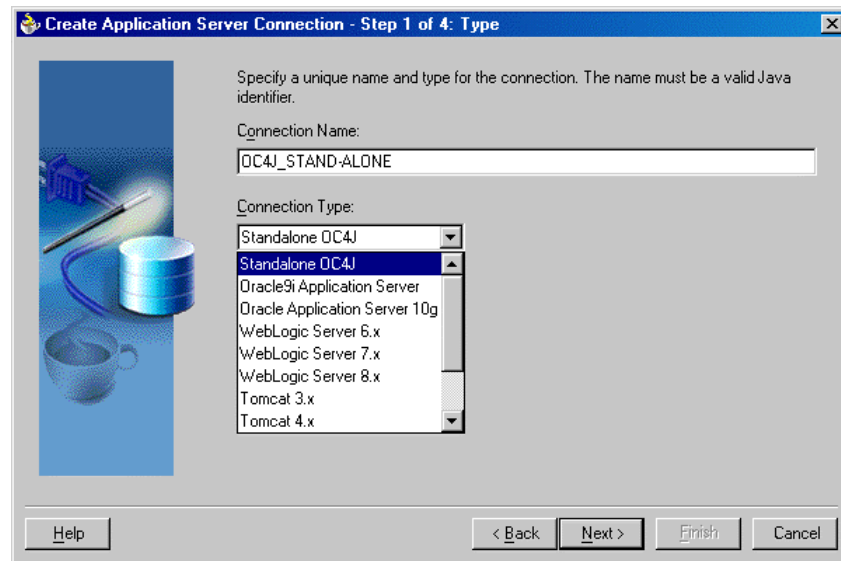 Create Application Server Connection - Step 1 of 4: Type
Specify a unique name and type for the connection. The name must be a valid Java
identifier.
Connection Name:
OC4J_STAND-ALONE
Connection Type:
Standalone OC4J
Standalone OC4J
Oracle9i Application Server
Oracle Application Server 10g
WebLogic Server 6.x
WebLogic Server 7.x
WebLogic Server 8.x
Tomcat 3.x
Tomcat 4.x
Help
< Back
Next >
Finish
Cancel